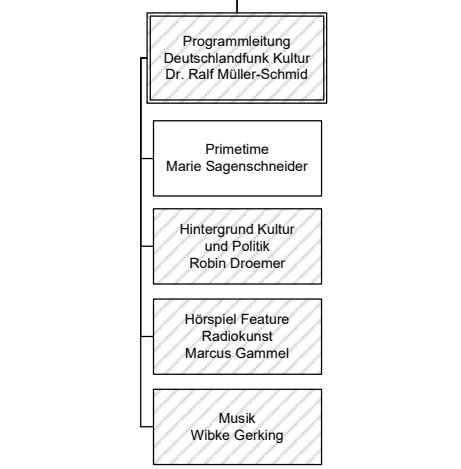 Programmleitung
Deutschlandfunk Kultur
Dr. Ralf Müller-Schmid
Primetime
Marie Sagenschneider
Hintergrund Kultur
und Politik
Robin Droemer
Hörspiel Feature
Radiokunst
Marcus Gammel
Musik
Wibke Gerking